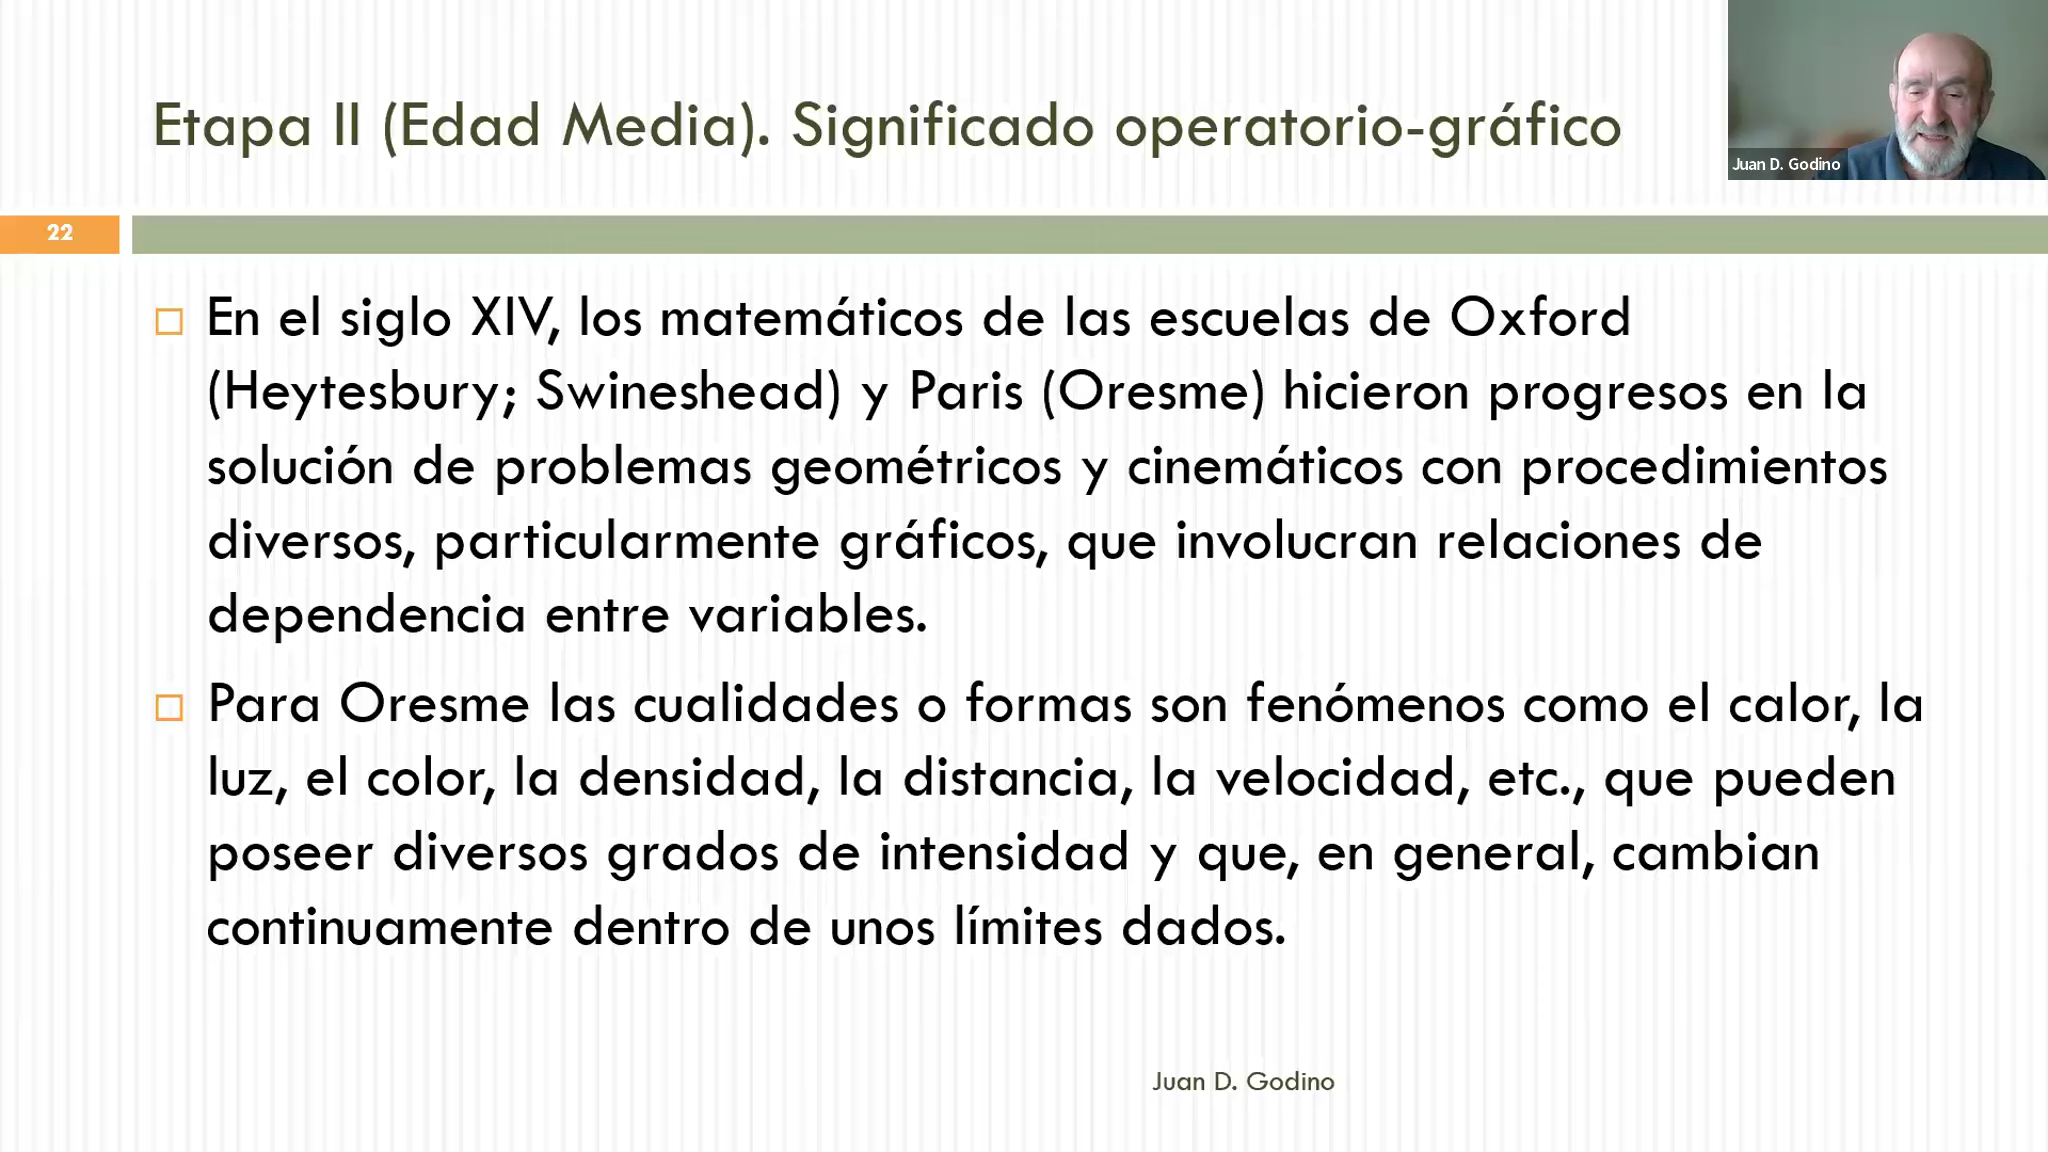 Etapa II (Edad Media). Significado operatorio-gráfico
Juan D. Godino
22
En el siglo XIV, los matemáticos de las escuelas de Oxford
(Heytesbury; Swineshead) y Paris (Oresme) hicieron progresos en la
solución de problemas geométricos y cinemáticos con procedimientos
diversos, particularmente gráficos, que involucran relaciones de
dependencia entre variables.
Para Oresme las cualidades o formas son fenómenos como el calor, la
luz, el color, la densidad, la distancia, la velocidad, etc., que pueden
poseer diversos grados de intensidad y que, en general, cambian
continuamente dentro de unos límites dados.
Juan D. Godino